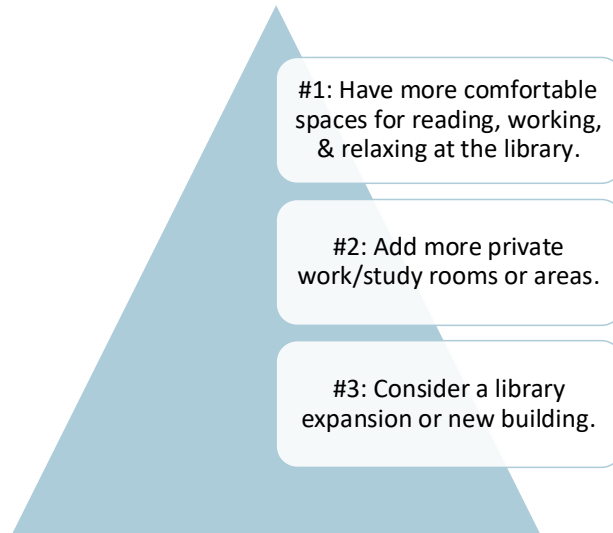 #1: Have more comfortable
spaces for reading, working,
& relaxing at the library.
#2: Add more private
work/study rooms or areas.
#3: Consider a library
expansion or new building.